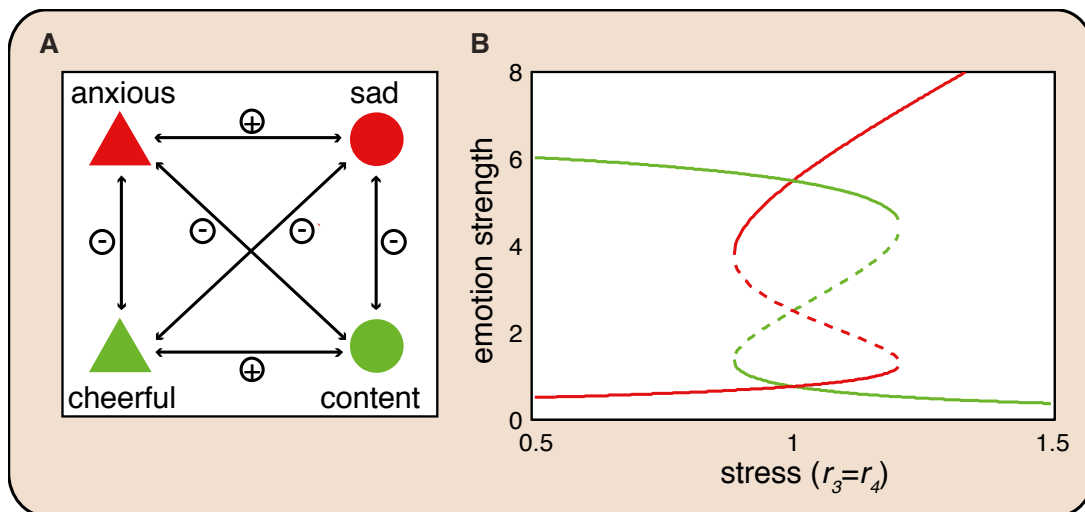 A
anxious
sad
+
-
-
-
-
+
cheerful
content
B
emotion strength
8
6
4
2
0
0.5
1
1.5
stress (r3=r4)